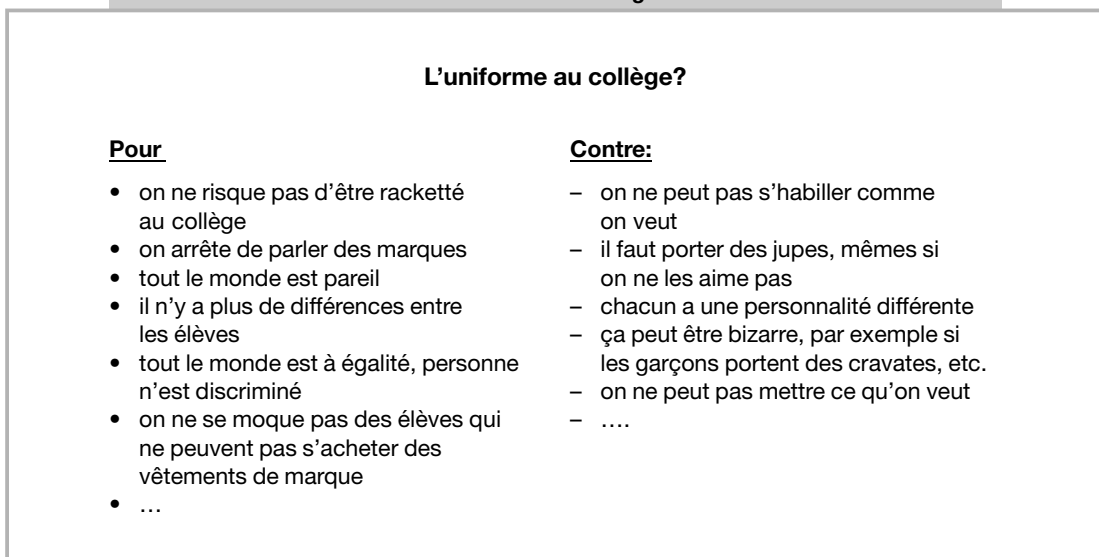 L'uniforme au collège?
Pour
• on ne risque pas d'être racketté
au collège
• on arrête de parler des marques
• tout le monde est pareil
• il n'y a plus de différences entre
les élèves
• tout le monde est à égalité, personne
n'est discriminé
• on ne se moque pas des élèves qui
ne peuvent pas s'acheter des
vêtements de marque
• …
Contre:
– on ne peut pas s'habiller comme
on veut
– il faut porter des jupes, mêmes si
on ne les aime pas
– chacun a une personnalité différente
– ça peut être bizarre, par exemple si
les garçons portent des cravates, etc.
– on ne peut pas mettre ce qu'on veut
– ….